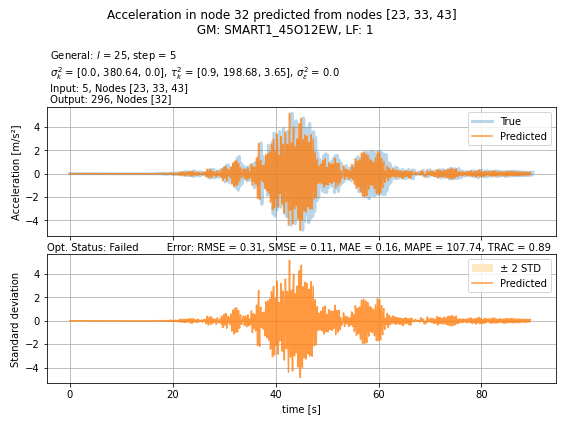 Acceleration in node 32 predicted from nodes [23, 33, 43]
GM: SMART1_45O12EW, LF: 1
General: l = 25, step = 5
σ²ₖ = [0.0, 380.64, 0.0], τ²ₖ = [0.9, 198.68, 3.65], σ²ε = 0.0
Input: 5, Nodes [23, 33, 43]
Output: 296, Nodes [32]
Acceleration [m/s²]
4
2
0
−2
−4
True
Predicted
Opt. Status: Failed Error: RMSE = 0.31, SMSE = 0.11, MAE = 0.16, MAPE = 107.74, TRAC = 0.89
Standard deviation
4
2
0
−2
−4
± 2 STD
Predicted
0 20 40 60 80
time [s]